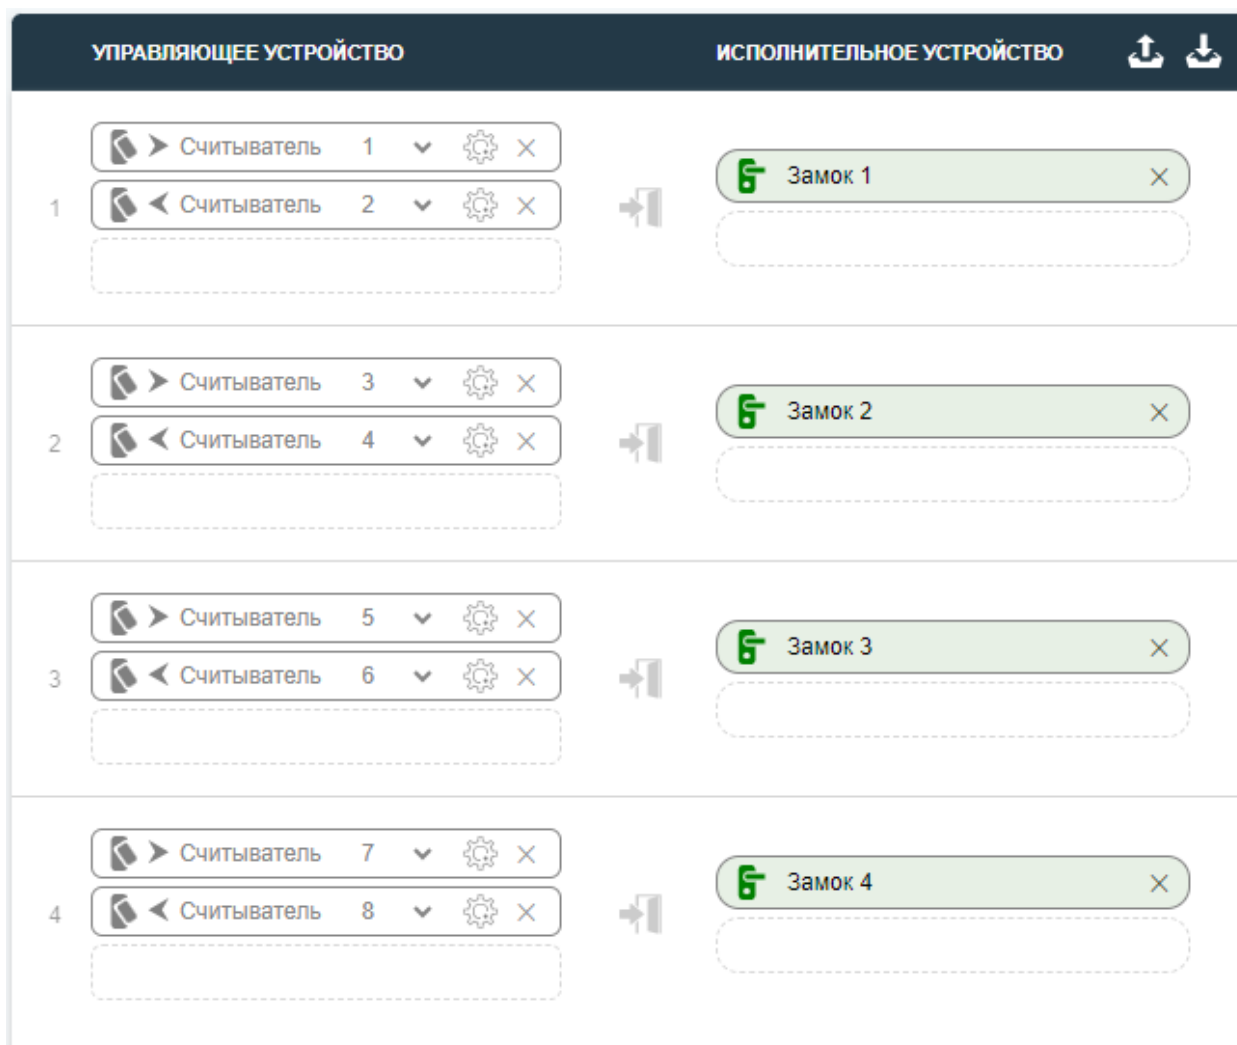 УПРАВЛЯЮЩЕЕ УСТРОЙСТВО ИСПОЛНИТЕЛЬНОЕ УСТРОЙСТВО
1
Считыватель 1
Считыватель 2
Замок 1
2
Считыватель 3
Считыватель 4
Замок 2
3
Считыватель 5
Считыватель 6
Замок 3
4
Считыватель 7
Считыватель 8
Замок 4